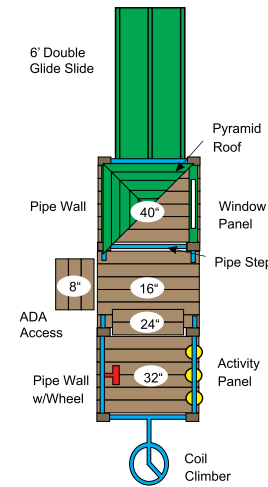 6' Double
Glide Slide
Pyramid
Roof
Pipe Wall
40“
Window
Panel
Pipe Step
8“
16“
ADA
Access
24“
Pipe Wall
w/Wheel
32“
Activity
Panel
Coil
Climber